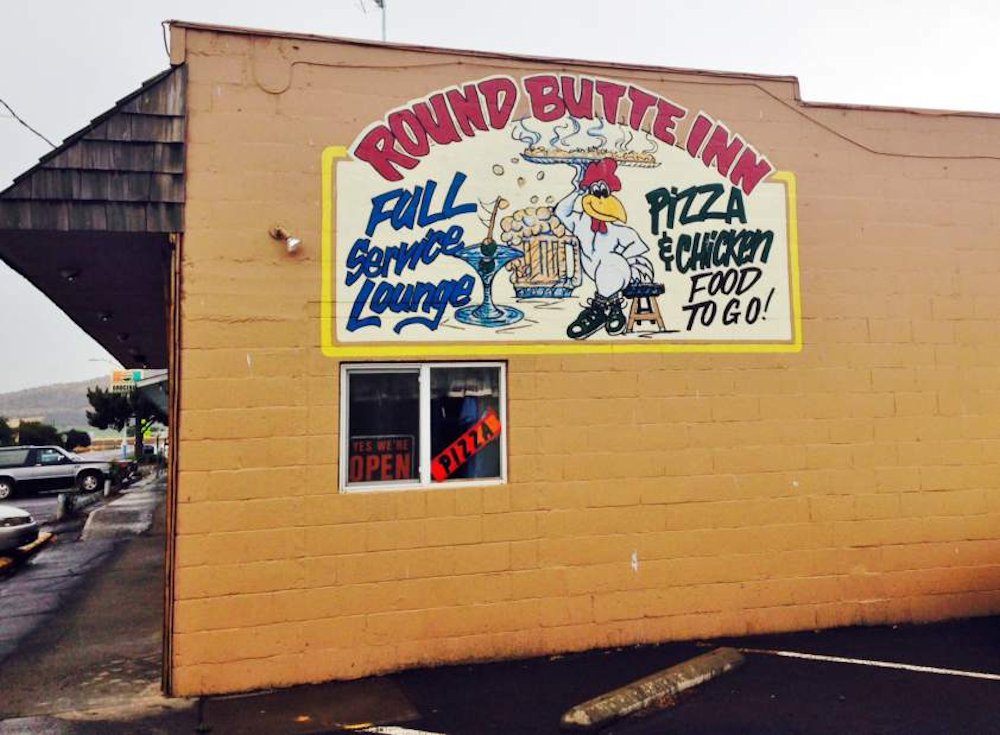 ROUND BUTTE INN
FULL
Service
Lounge
PiZZA
& CHiCKEN
FOOD
TO GO!
YES WE'RE
OPEN
PIZZA